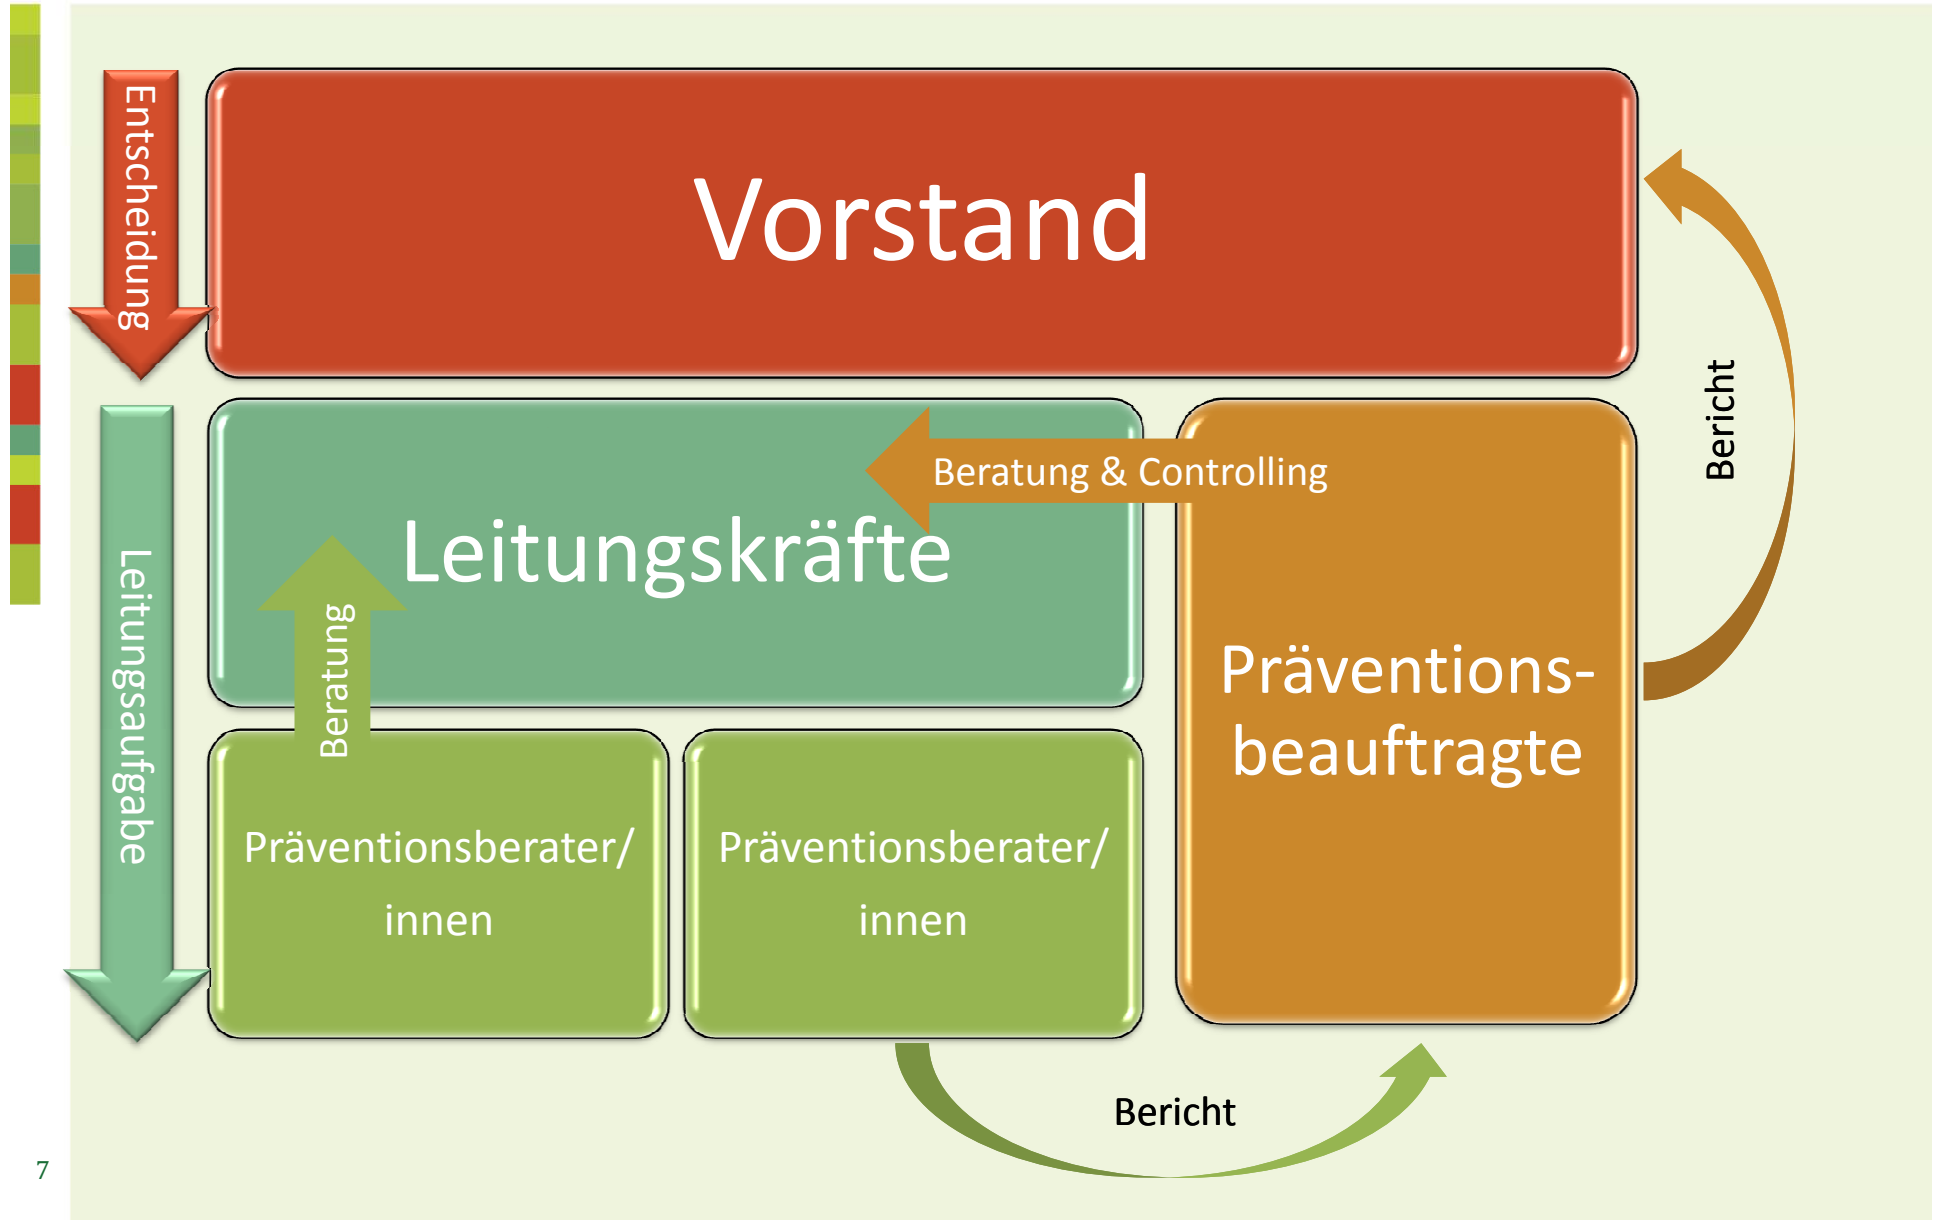 Entscheidung
Vorstand
Bericht
Leitungsaufgabe
Beratung & Controlling
Leitungskräfte
Beratung
Präventions-
beauftragte
Präventionsberater/
innen
Präventionsberater/
innen
Bericht
7